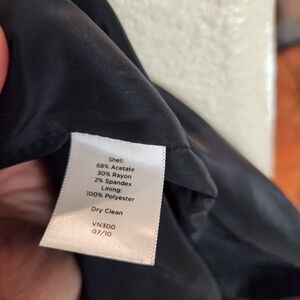 Shell:
68% Acetate
30% Rayon
2% Spandex
Lining:
100% Polyester
Dry Clean
VN300
07/10